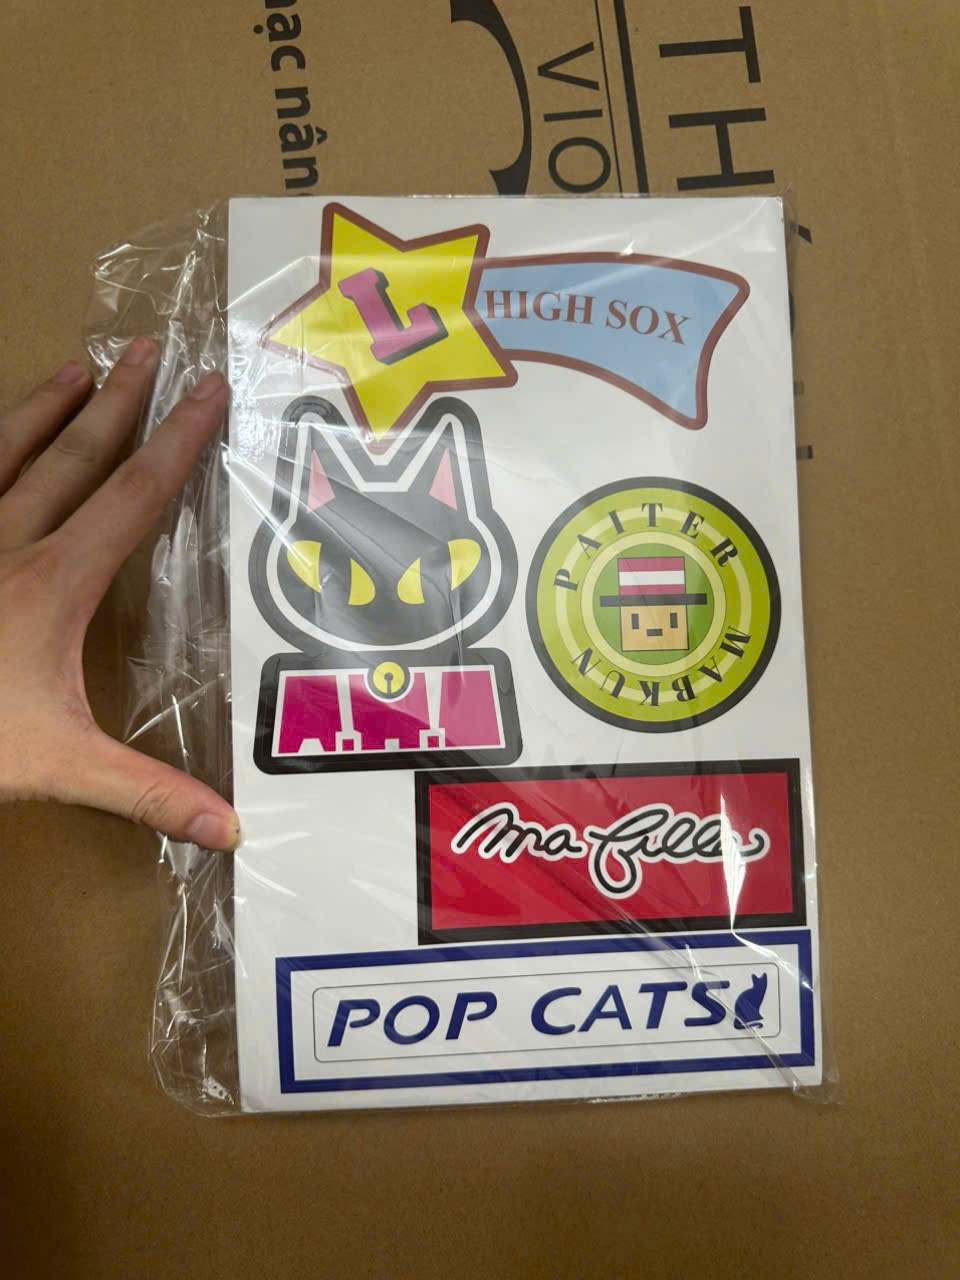 ạc nân
VIO
TH
L
HIGH SOX
PAITER
MABKUN
ma fille
POP CATS